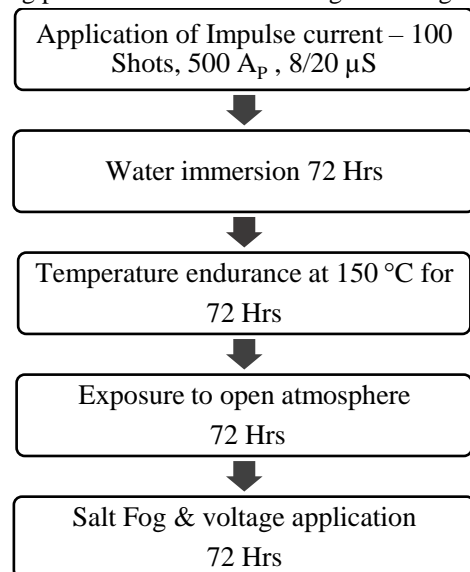 Application of Impulse current – 100
Shots, 500 A_P , 8/20 µS
Water immersion 72 Hrs
Temperature endurance at 150 °C for
72 Hrs
Exposure to open atmosphere
72 Hrs
Salt Fog & voltage application
72 Hrs